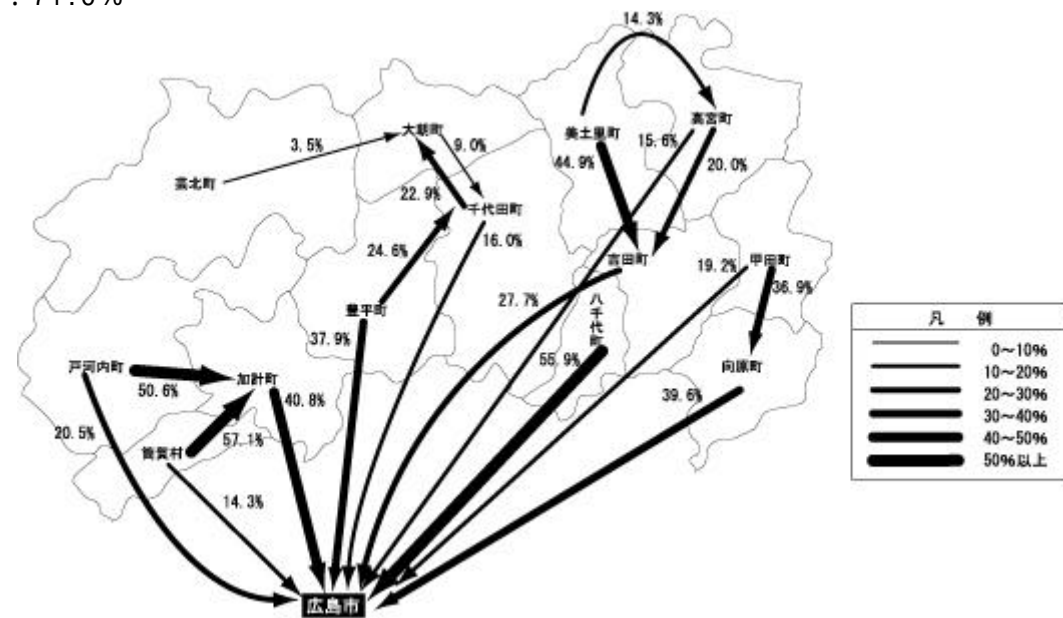 : 71.6%
14.3%
大朝町
9.0%
美土里町
15.6%
高宮町
3.5%
44.9%
20.0%
芸北町
22.9%
千代田町
16.0%
24.6%
吉田町
19.2%
甲田町
27.7%
36.9%
豊平町
八千代町
37.9%
55.9%
戸河内町
向原町
50.6%
加計町
40.8%
39.6%
20.5%
57.1%
筒賀村
14.3%
広島市
凡 例
0~10%
10~20%
20~30%
30~40%
40~50%
50%以上